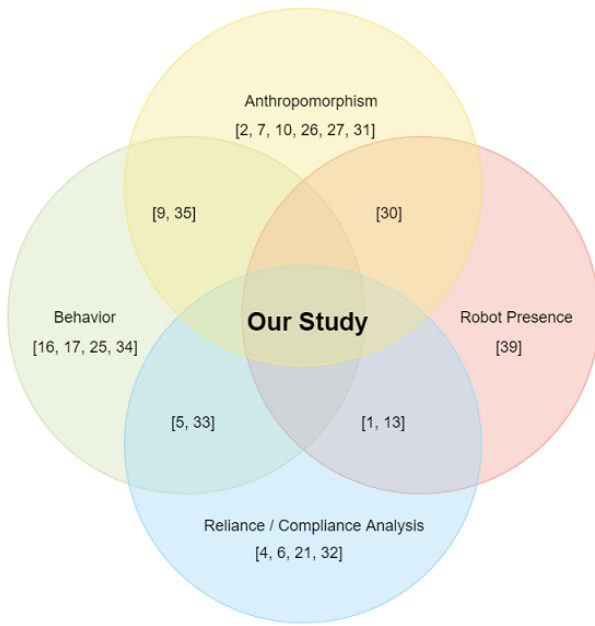 Anthropomorphism
[2, 7, 10, 26, 27, 31]
[9, 35]
[30]
Behavior
[16, 17, 25, 34]
Our Study
Robot Presence
[39]
[5, 33]
[1, 13]
Reliance / Compliance Analysis
[4, 6, 21, 32]